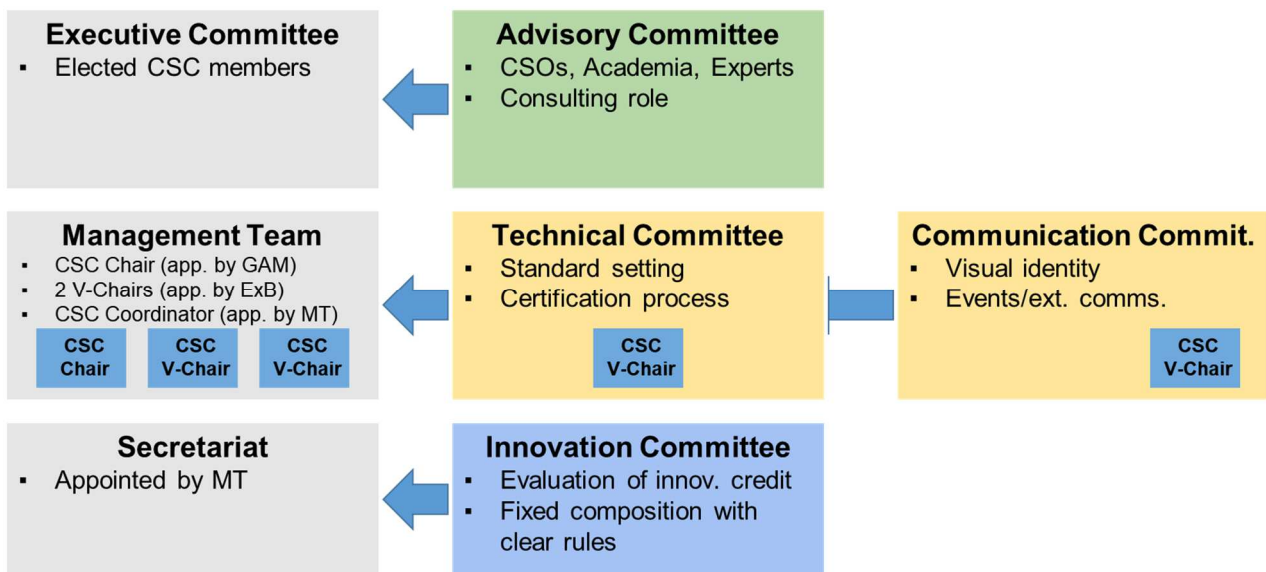 Executive Committee
▪ Elected CSC members
Advisory Committee
▪ CSOs, Academia, Experts
▪ Consulting role
Management Team
▪ CSC Chair (app. by GAM)
▪ 2 V-Chairs (app. by ExB)
▪ CSC Coordinator (app. by MT)
CSC
Chair
CSC
V-Chair
CSC
V-Chair
Technical Committee
▪ Standard setting
▪ Certification process
CSC
V-Chair
Communication Commit.
▪ Visual identity
▪ Events/ext. comms.
CSC
V-Chair
Secretariat
▪ Appointed by MT
Innovation Committee
▪ Evaluation of innov. credit
▪ Fixed composition with
clear rules